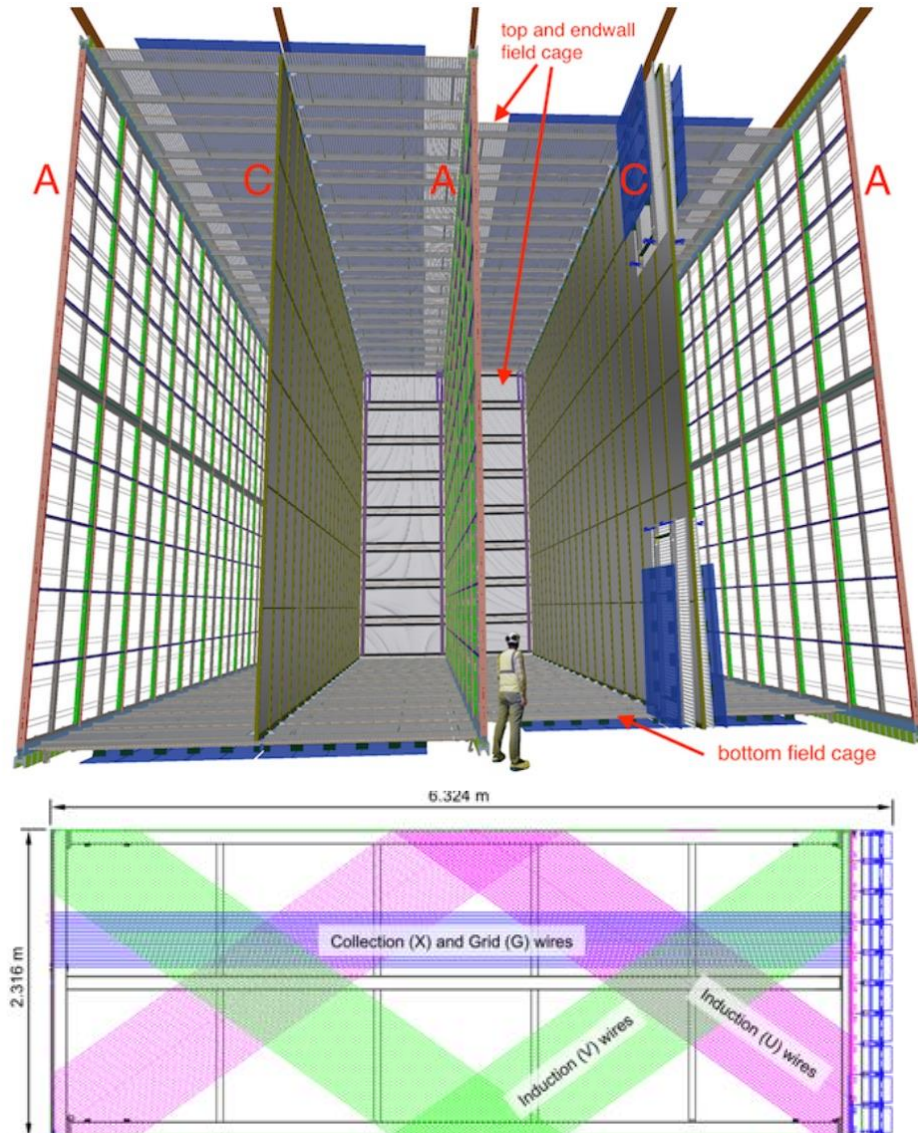 top and endwall
field cage
A
C
A
C
A
bottom field cage
6.324 m
2.316 m
Collection (X) and Grid (G) wires
Induction (V) wires
Induction (U) wires